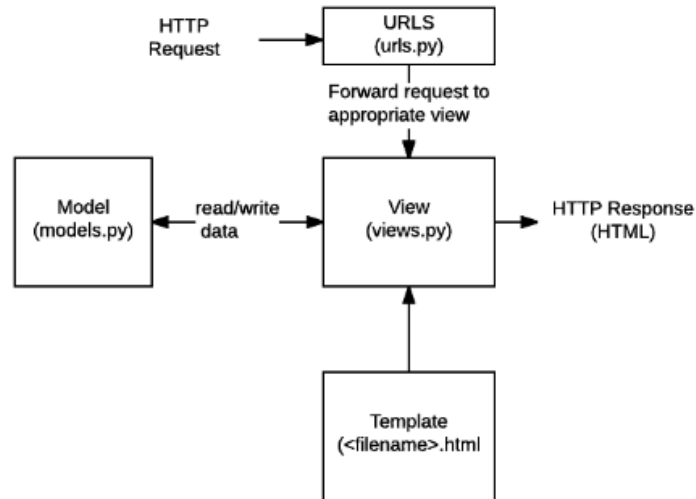 HTTP
Request
URLS
(urls.py)
Forward request to
appropriate view
Model
(models.py)
read/write
data
View
(views.py)
HTTP Response
(HTML)
Template
(<filename>.html